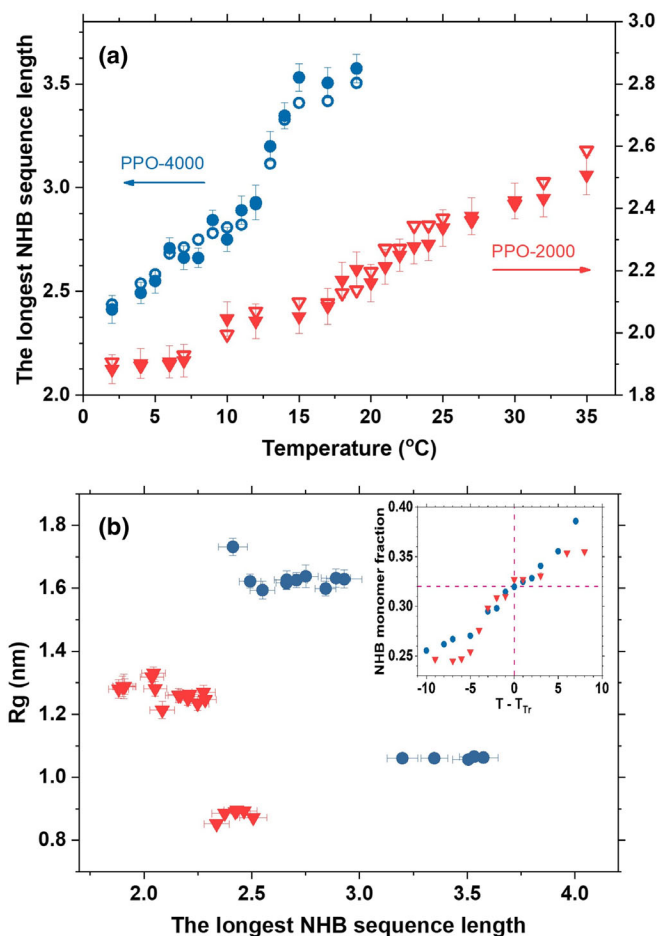 (a)
3.5
3.0
2.5
2.0
The longest NHB sequence length
3.0
2.8
2.6
2.4
2.2
2.0
1.8
PPO-4000
PPO-2000
0 5 10 15 20 25 30 35
Temperature (°C)
(b)
1.8
1.6
1.4
1.2
1.0
0.8
Rg (nm)
NHB monomer fraction
0.40
0.35
0.30
0.25
-10 -5 0 5 10
T - T_Tr
2.0 2.5 3.0 3.5 4.0
The longest NHB sequence length